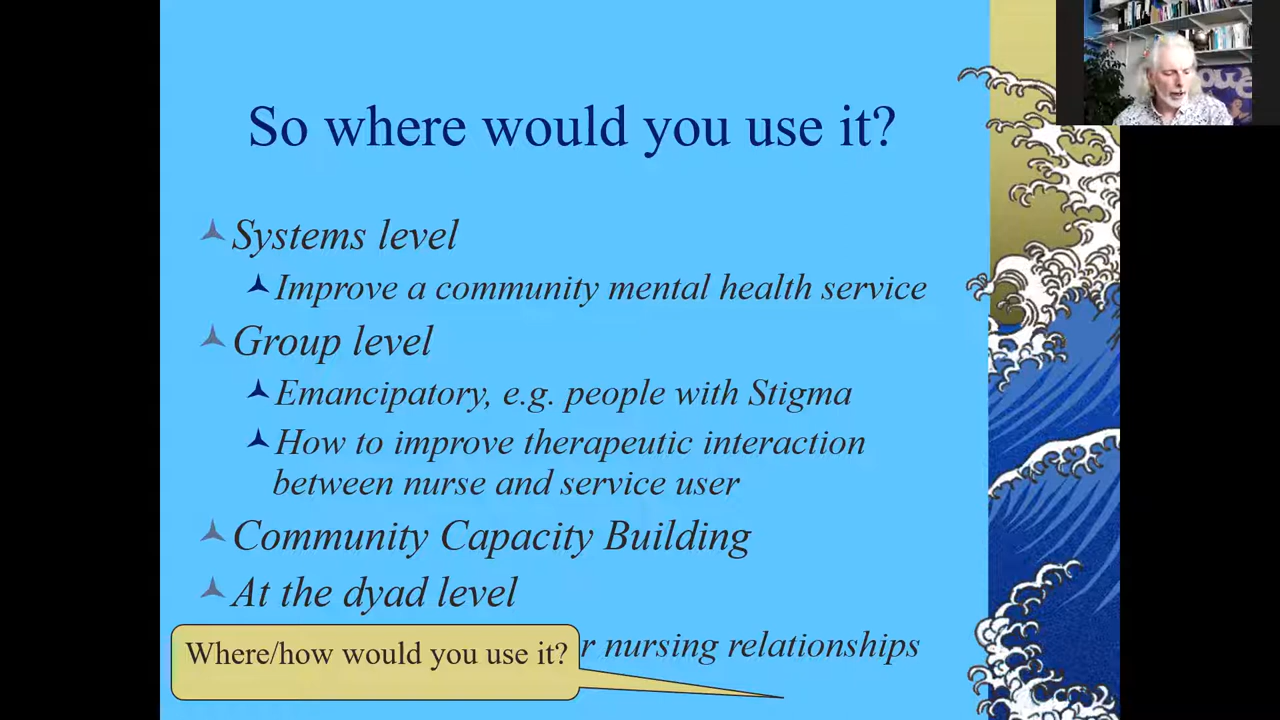 So where would you use it?
Systems level
Improve a community mental health service
Group level
Emancipatory, e.g. people with Stigma
How to improve therapeutic interaction
between nurse and service user
Community Capacity Building
At the dyad level
nursing relationships
Where/how would you use it?